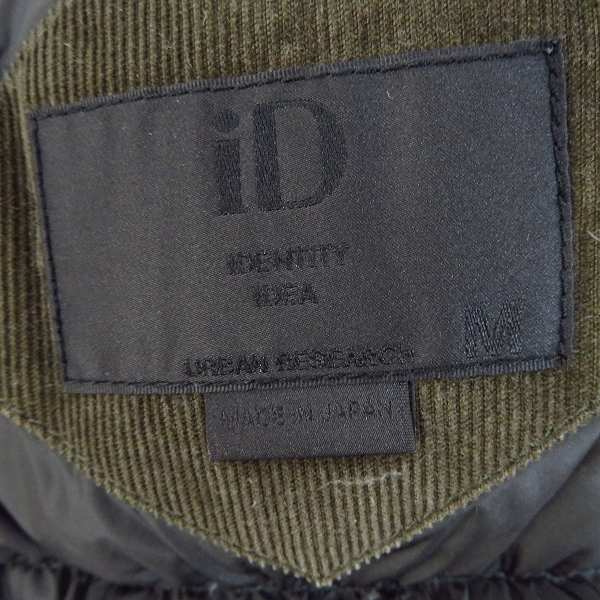 iD
IDENTITY
IDEA
URBAN RESEARCH
M
MADE IN JAPAN